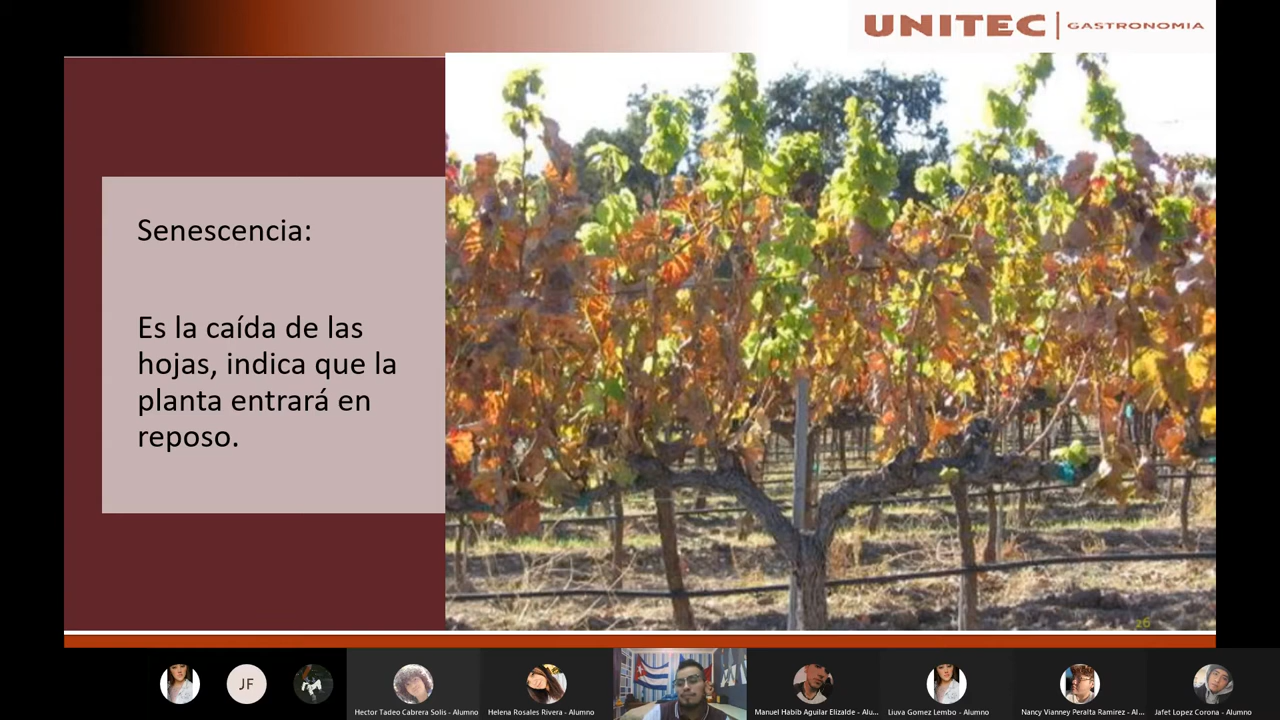 UNITEC | GASTRONOMIA
Senescencia:
Es la caída de las
hojas, indica que la
planta entrará en
reposo.
26
JF
Hector Tadeo Cabrera Solis - Alumno
Helena Rosales Rivera - Alumno
Manuel Habib Aguilar Elizalde - Alu...
Liuva Gomez Lembo - Alumno
Nancy Vianney Peralta Ramirez - Al...
Jafet Lopez Corona - Alumno